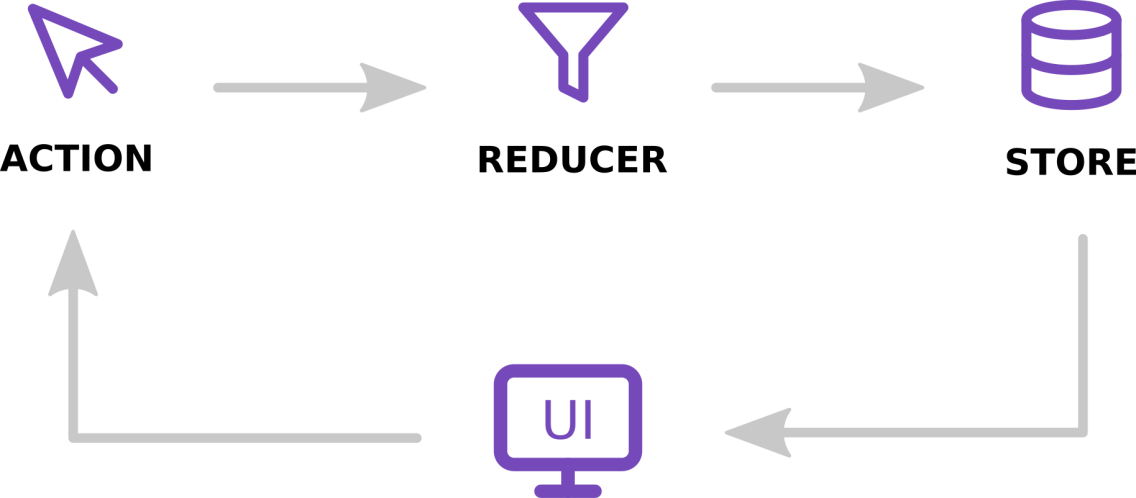 ACTION
REDUCER
STORE
UI